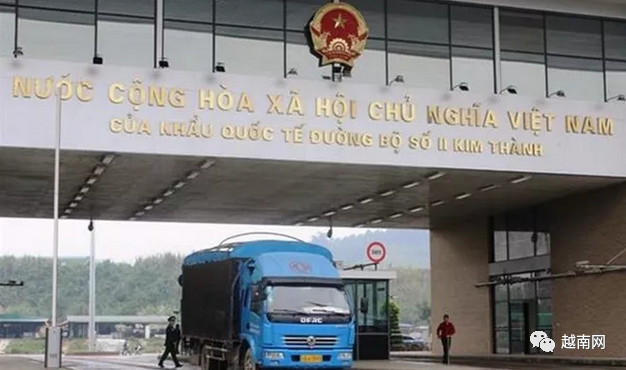 NƯỚC CỘNG HÒA XÃ HỘI CHỦ NGHĨA VIỆT NAM
CỬA KHẨU QUỐC TẾ ĐƯỜNG BỘ SỐ II KIM THÀNH
DFAC
越南网